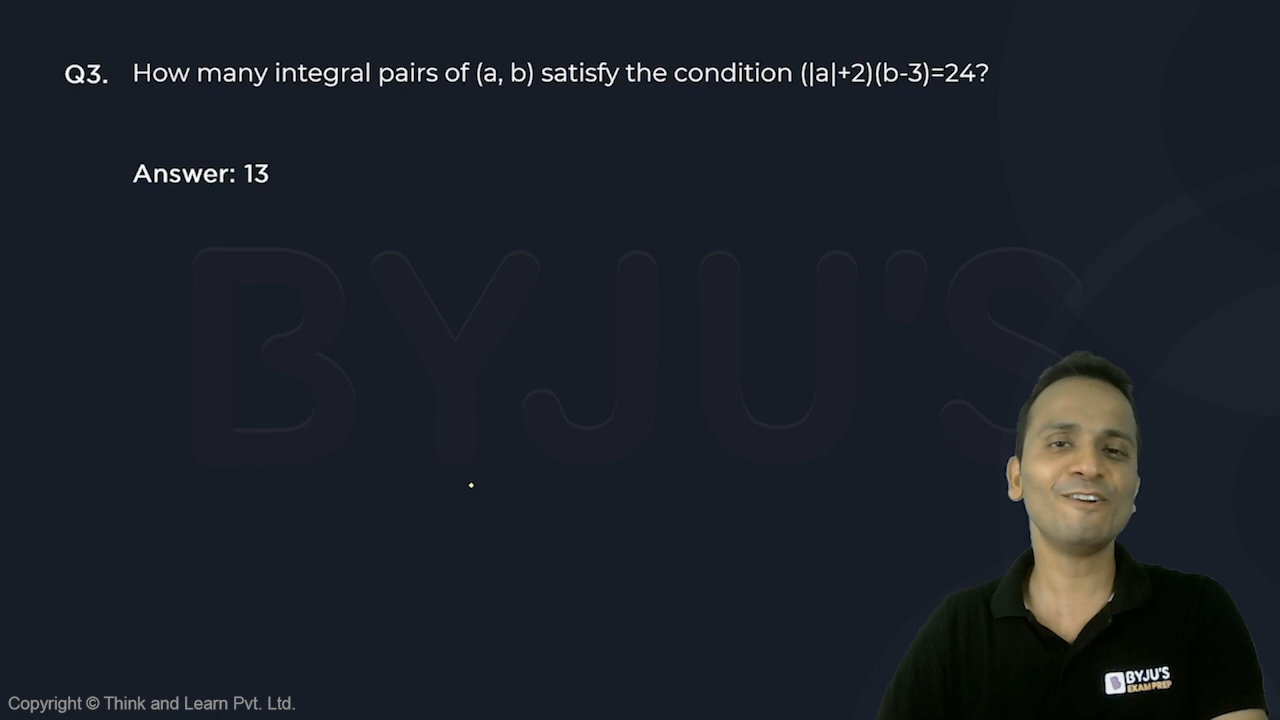 Q3. How many integral pairs of (a, b) satisfy the condition (|a|+2)(b-3)=24?
Answer: 13
BYJU'S
BYJU'S
EXAM PREP
Copyright © Think and Learn Pvt. Ltd.